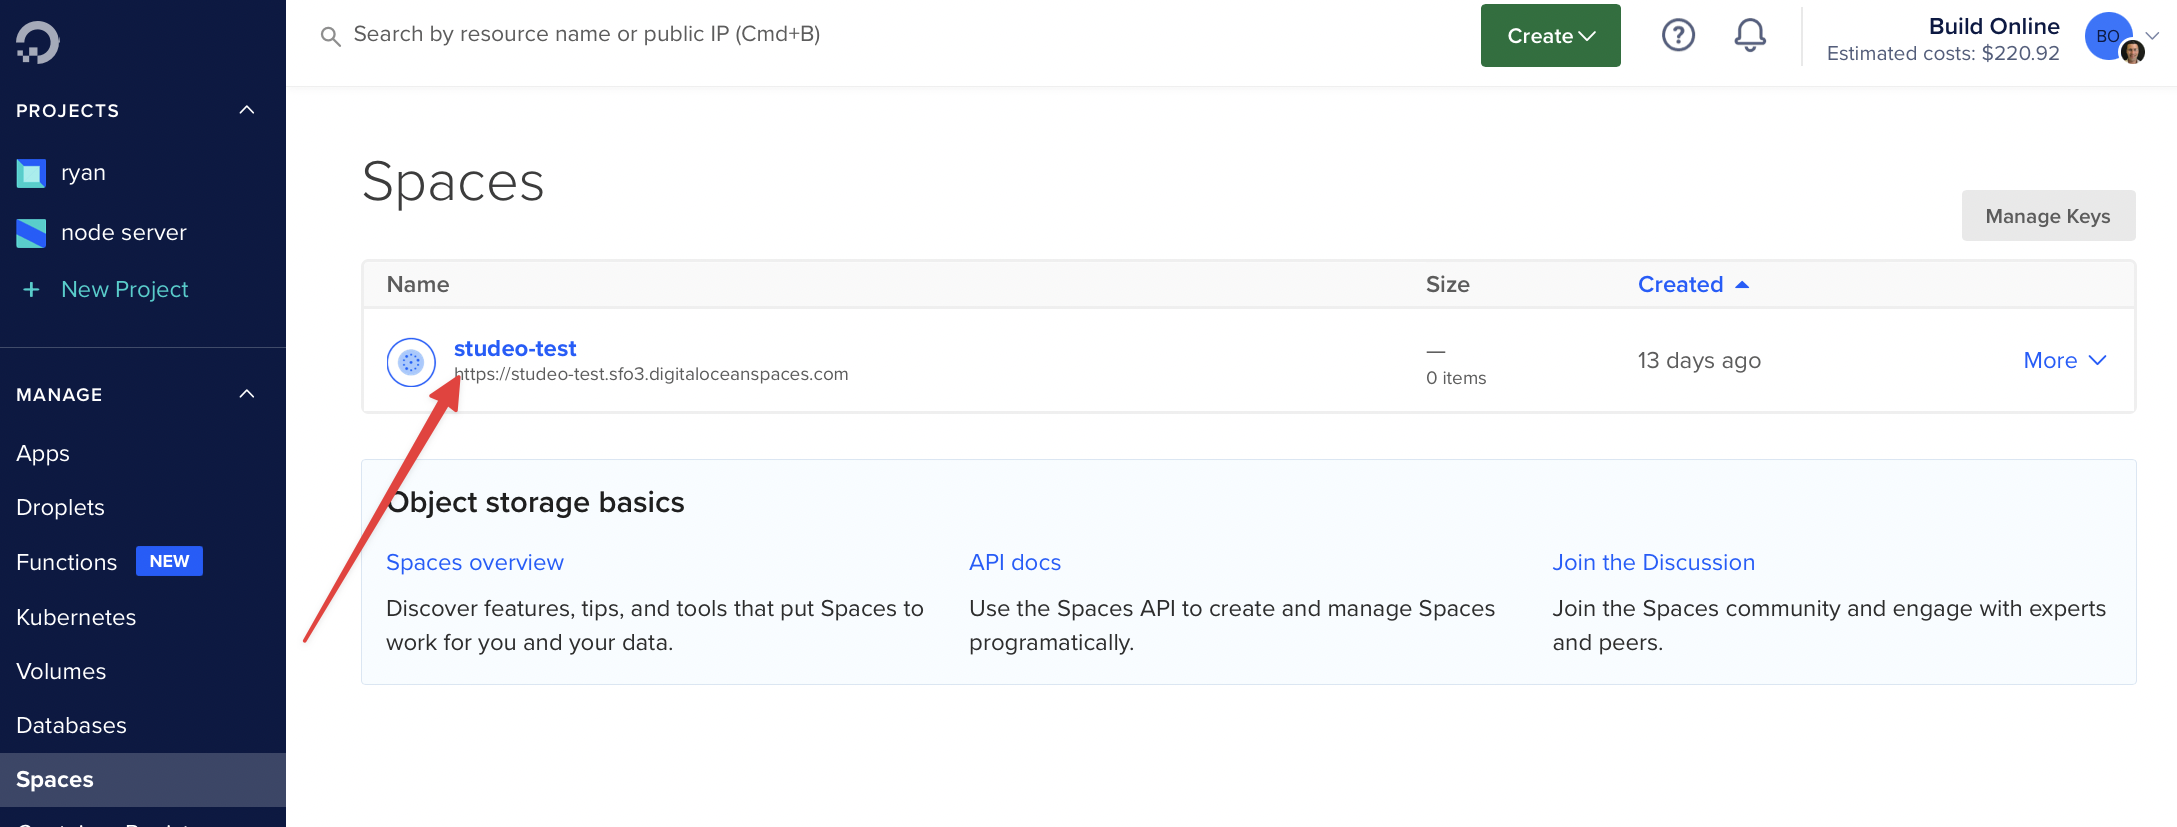 Search by resource name or public IP (Cmd+B)
Create
?
Build Online
Estimated costs: $220.92
BO
PROJECTS
ryan
node server
+ New Project
MANAGE
Apps
Droplets
Functions NEW
Kubernetes
Volumes
Databases
Spaces
Spaces
Manage Keys
Name Size Created
studeo-test
https://studeo-test.sfo3.digitaloceanspaces.com
—
0 items
13 days ago
More
Object storage basics
Spaces overview
Discover features, tips, and tools that put Spaces to
work for you and your data.
API docs
Use the Spaces API to create and manage Spaces
programatically.
Join the Discussion
Join the Spaces community and engage with experts
and peers.